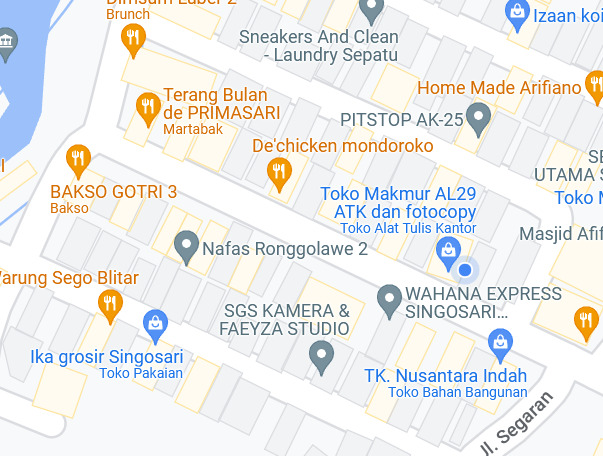 Dimsum Laber 2
Brunch
Izaan koi
Sneakers And Clean
- Laundry Sepatu
Home Made Arifiano
Terang Bulan
de PRIMASARI
Martabak
PITSTOP AK-25
De'chicken mondoroko
SE
UTAMA S
Toko M
BAKSO GOTRI 3
Bakso
Toko Makmur AL29
ATK dan fotocopy
Toko Alat Tulis Kantor
Masjid Afif
Nafas Ronggolawe 2
Warung Sego Blitar
WAHANA EXPRESS
SINGOSARI...
SGS KAMERA &
FAEYZA STUDIO
Ika grosir Singosari
Toko Pakaian
TK. Nusantara Indah
Toko Bahan Bangunan
Jl. Segaran